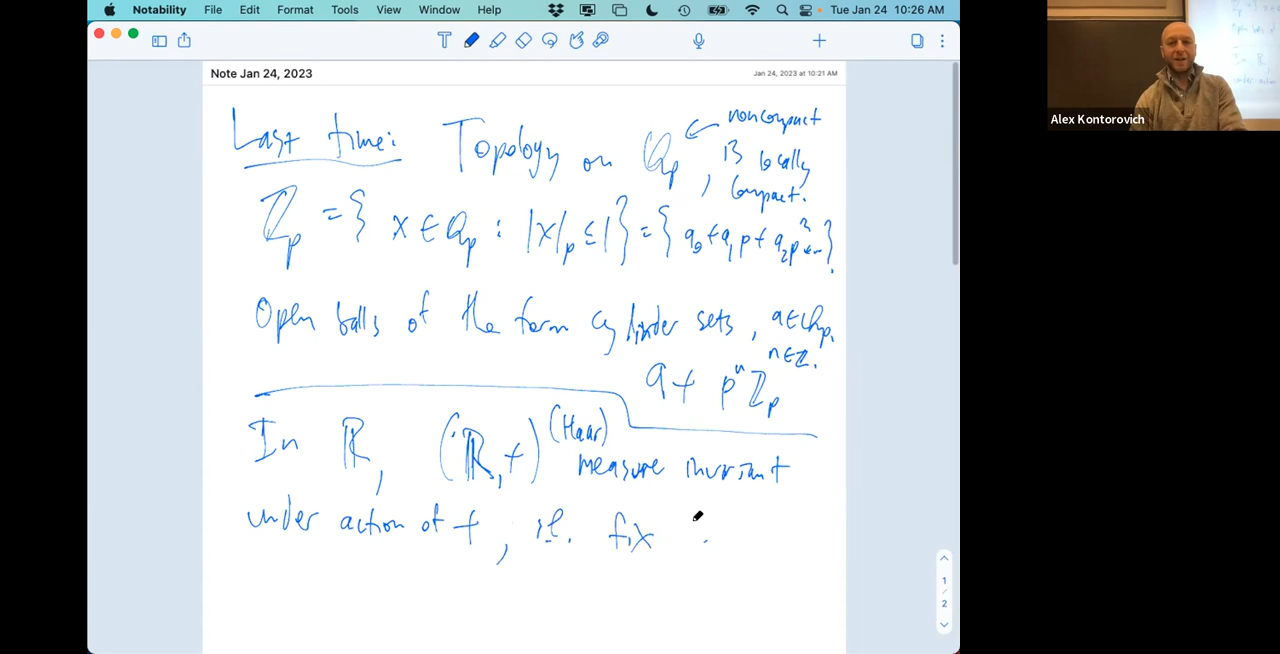 Notability File Edit Format Tools View Window Help Tue Jan 24 10:26 AM
Note Jan 24, 2023
Jan 24, 2023 at 10:21 AM
Alex Kontorovich
Last time: Topology on ℚp ← noncompact
, is locally
compact.
ℤp = { x ∈ ℚp : |x|p ≤ 1 } = { a0 + a1p + a2p² + ... }.
Open balls of the form cylinder sets, a ∈ ℚp,
n ∈ ℤ.
a + pⁿ ℤp
In ℝ, (ℝ, +) (Haar)
measure invariant
under action of +, i.e. fix
1
2